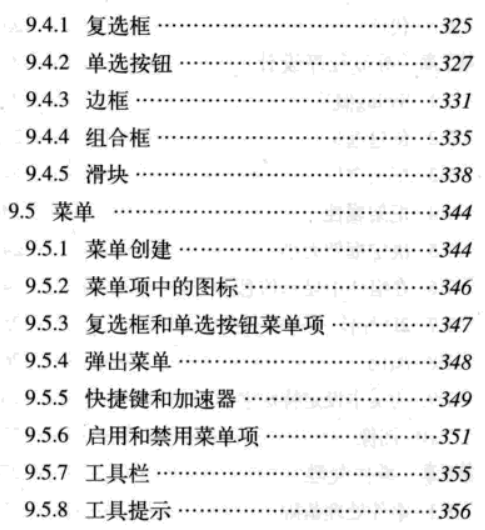 9.4.1 复选框 ………………………………325
9.4.2 单选按钮 ……………………………327
9.4.3 边框 …………………………………331
9.4.4 组合框 ………………………………335
9.4.5 滑块 …………………………………338
9.5 菜单 ……………………………………344
9.5.1 菜单创建 ……………………………344
9.5.2 菜单项中的图标 ……………………346
9.5.3 复选框和单选按钮菜单项 …………347
9.5.4 弹出菜单 ……………………………348
9.5.5 快捷键和加速器 ……………………349
9.5.6 启用和禁用菜单项 …………………351
9.5.7 工具栏 ………………………………355
9.5.8 工具提示 ……………………………356